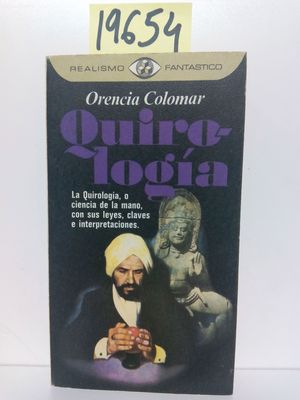 19654
REALISMO FANTASTICO
Orencia Colomar
Quiro-
logía
La Quirología, o
ciencia de la mano,
con sus leyes, claves
e interpretaciones.